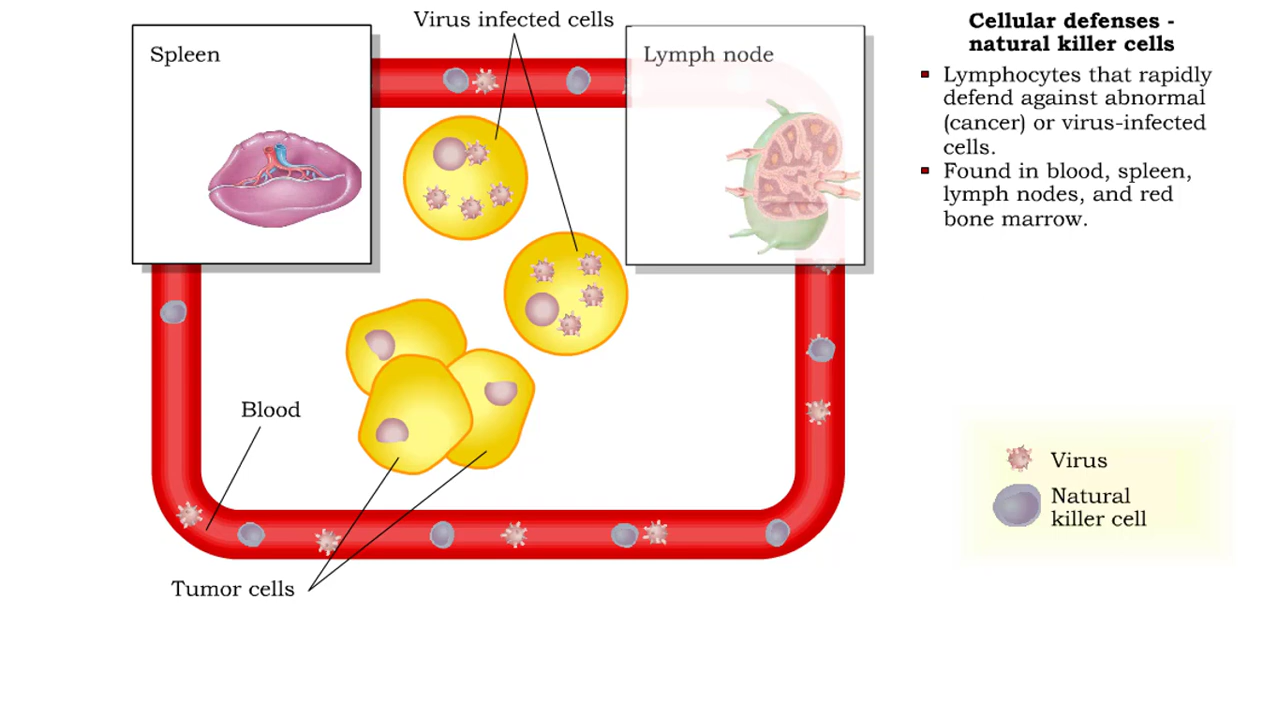 Virus infected cells
Spleen
Lymph node
Blood
Tumor cells
Cellular defenses -
natural killer cells
Lymphocytes that rapidly
defend against abnormal
(cancer) or virus-infected
cells.
Found in blood, spleen,
lymph nodes, and red
bone marrow.
Virus
Natural
killer cell